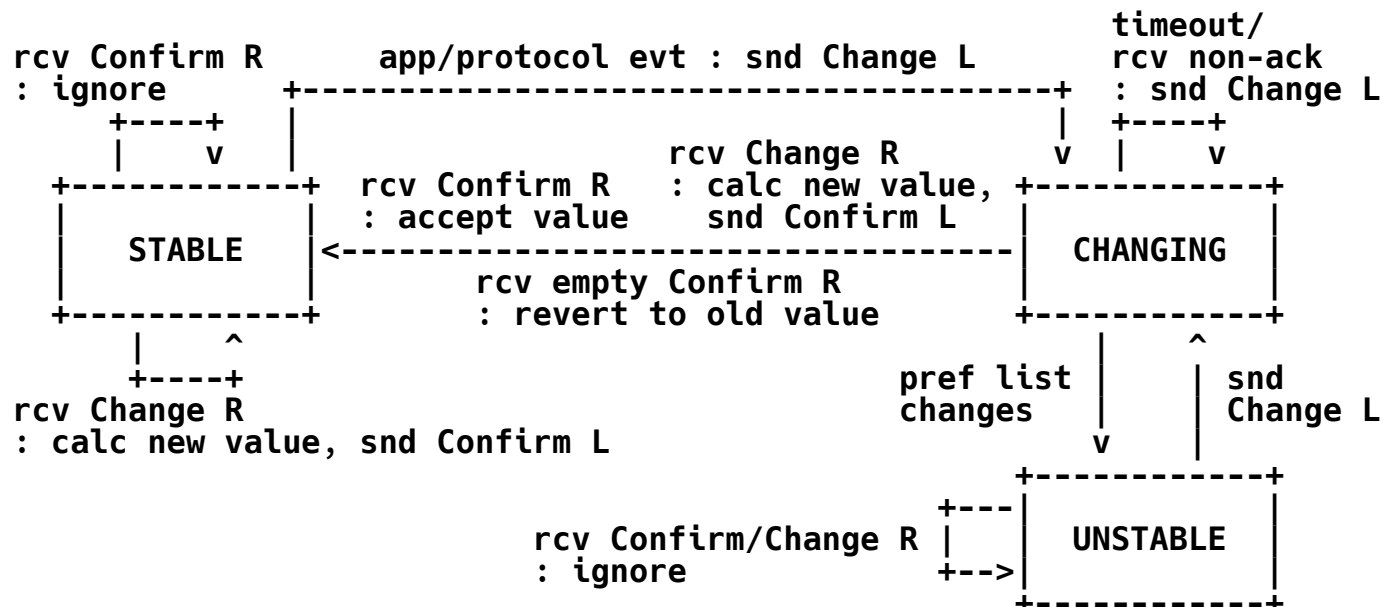 timeout/
rcv Confirm R app/protocol evt : snd Change L rcv non-ack
: ignore : snd Change L
rcv Change R
rcv Confirm R : calc new value,
: accept value snd Confirm L
STABLE CHANGING
rcv empty Confirm R
: revert to old value
pref list snd
rcv Change R changes Change L
: calc new value, snd Confirm L
rcv Confirm/Change R UNSTABLE
: ignore